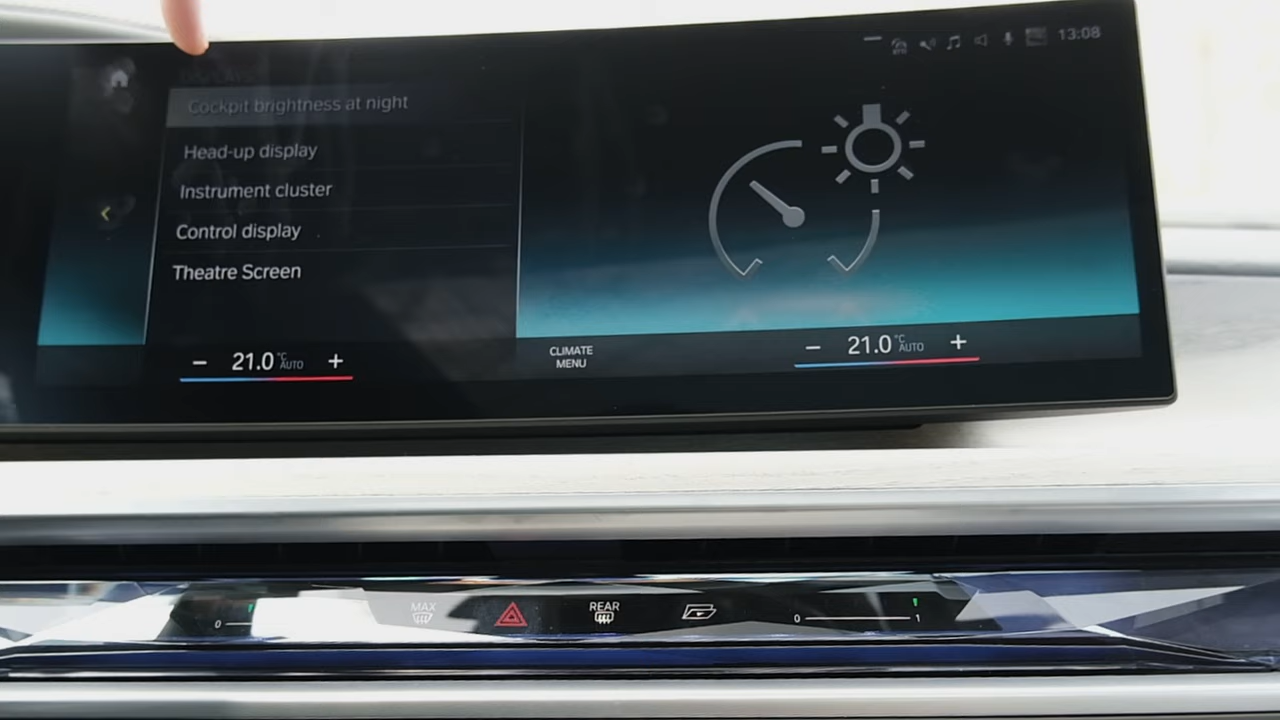 13:08
DISPLAYS
Cockpit brightness at night
Head-up display
Instrument cluster
Control display
Theatre Screen
21.0 °C AUTO
CLIMATE
MENU
21.0 °C AUTO
MAX
REAR
0
0
1